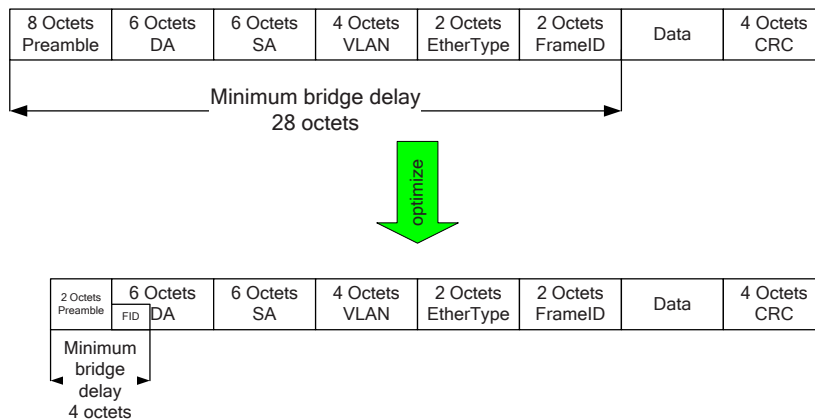 8 Octets
Preamble
6 Octets
DA
6 Octets
SA
4 Octets
VLAN
2 Octets
EtherType
2 Octets
FrameID
Data
4 Octets
CRC
Minimum bridge delay
28 octets
optimize
2 Octets
Preamble
6 Octets
FID
DA
6 Octets
SA
4 Octets
VLAN
2 Octets
EtherType
2 Octets
FrameID
Data
4 Octets
CRC
Minimum
bridge
delay
4 octets